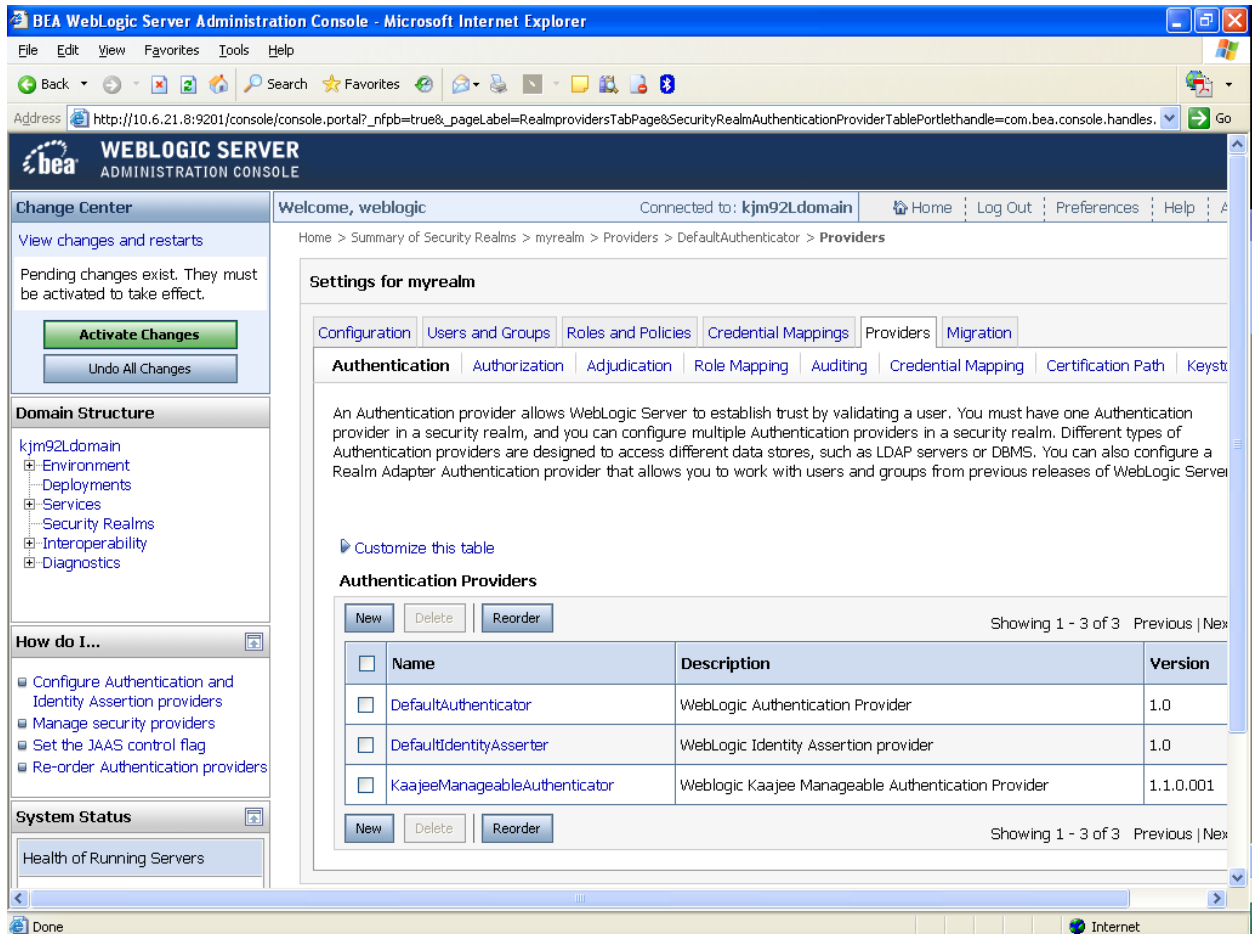 BEA WebLogic Server Administration Console - Microsoft Internet Explorer
File Edit View Favorites Tools Help
Back Search Favorites
Address http://10.6.21.8:9201/console/console.portal?_nfpb=true&_pageLabel=RealmprovidersTabPage&SecurityRealmAuthenticationProviderTablePortlethandle=com.bea.console.handles. Go
bea WEBLOGIC SERVER
ADMINISTRATION CONSOLE
Change Center
View changes and restarts
Pending changes exist. They must
be activated to take effect.
Activate Changes
Undo All Changes
Domain Structure
kjm92Ldomain
Environment
Deployments
Services
Security Realms
Interoperability
Diagnostics
How do I...
Configure Authentication and
Identity Assertion providers
Manage security providers
Set the JAAS control flag
Re-order Authentication providers
System Status
Health of Running Servers
Welcome, weblogic Connected to: kjm92Ldomain Home Log Out Preferences Help A
Home > Summary of Security Realms > myrealm > Providers > DefaultAuthenticator > Providers
Settings for myrealm
Configuration Users and Groups Roles and Policies Credential Mappings Providers Migration
Authentication Authorization Adjudication Role Mapping Auditing Credential Mapping Certification Path Keysto
An Authentication provider allows WebLogic Server to establish trust by validating a user. You must have one Authentication
provider in a security realm, and you can configure multiple Authentication providers in a security realm. Different types of
Authentication providers are designed to access different data stores, such as LDAP servers or DBMS. You can also configure a
Realm Adapter Authentication provider that allows you to work with users and groups from previous releases of WebLogic Server
Customize this table
Authentication Providers
New Delete Reorder Showing 1 - 3 of 3 Previous | Nex
Name Description Version
DefaultAuthenticator WebLogic Authentication Provider 1.0
DefaultIdentityAsserter WebLogic Identity Assertion provider 1.0
KaajeeManageableAuthenticator Weblogic Kaajee Manageable Authentication Provider 1.1.0.001
New Delete Reorder Showing 1 - 3 of 3 Previous | Nex
Done Internet